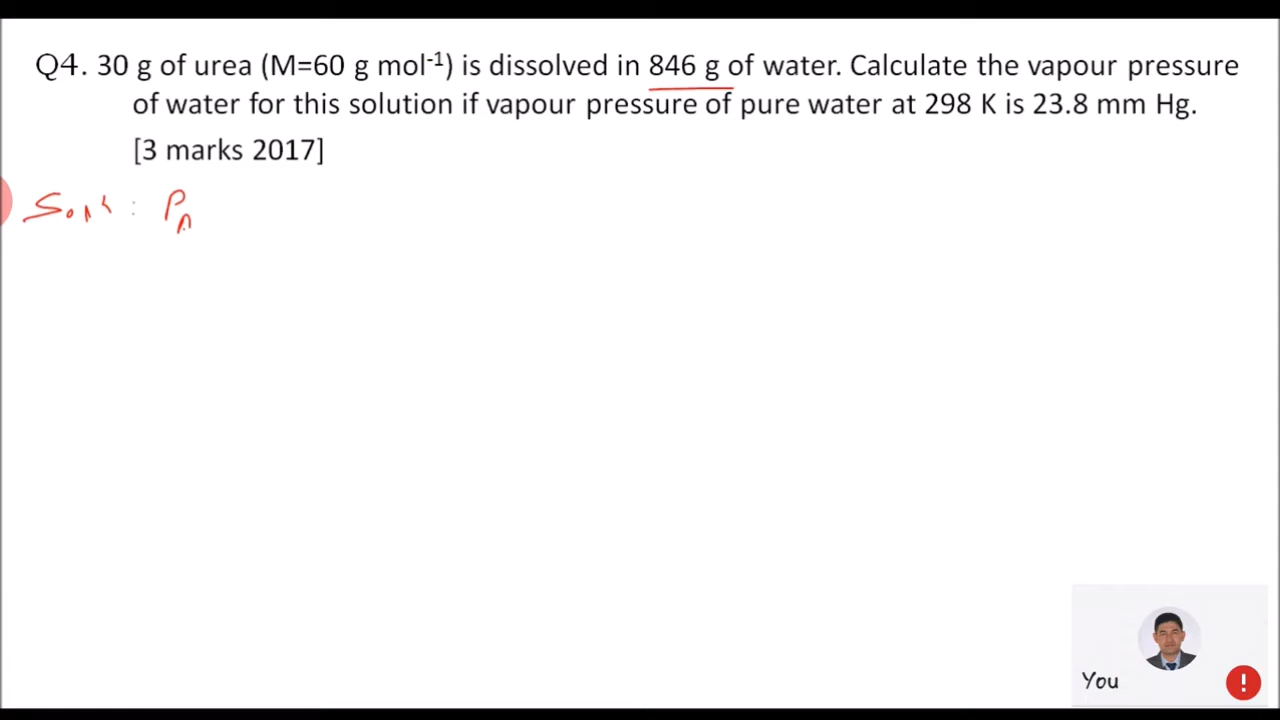 Q4. 30 g of urea (M=60 g mol⁻¹) is dissolved in 846 g of water. Calculate the vapour pressure
of water for this solution if vapour pressure of pure water at 298 K is 23.8 mm Hg.
[3 marks 2017]
Solⁿ : P
You
!